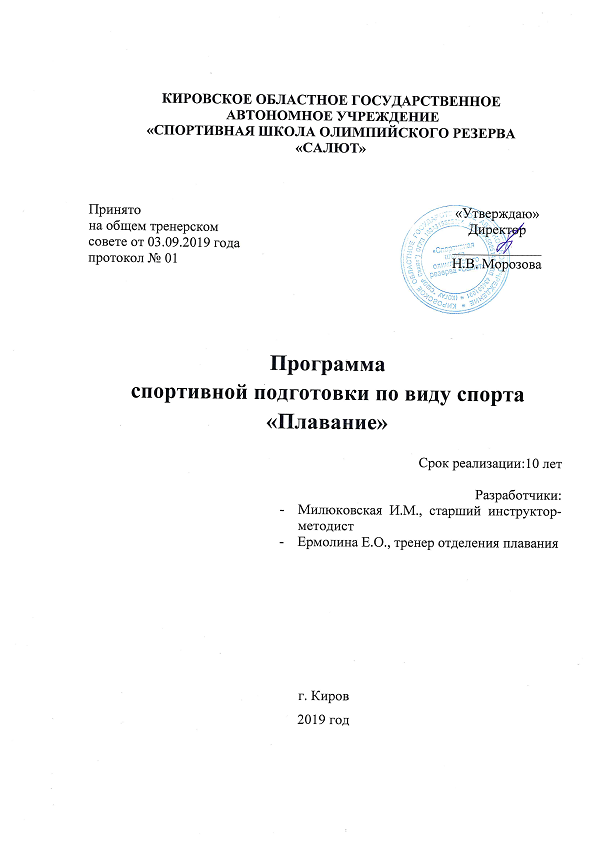 КИРОВСКОЕ ОБЛАСТНОЕ ГОСУДАРСТВЕННОЕ
АВТОНОМНОЕ УЧРЕЖДЕНИЕ
«СПОРТИВНАЯ ШКОЛА ОЛИМПИЙСКОГО РЕЗЕРВА
«САЛЮТ»
Принято
на общем тренерском
совете от 03.09.2019 года
протокол № 01
«Утверждаю»
Директор
Н.В. Морозова
Программа
спортивной подготовки по виду спорта
«Плавание»
Срок реализации:10 лет
Разработчики:
- Милюковская И.М., старший инструктор-
методист
- Ермолина Е.О., тренер отделения плавания
г. Киров
2019 год